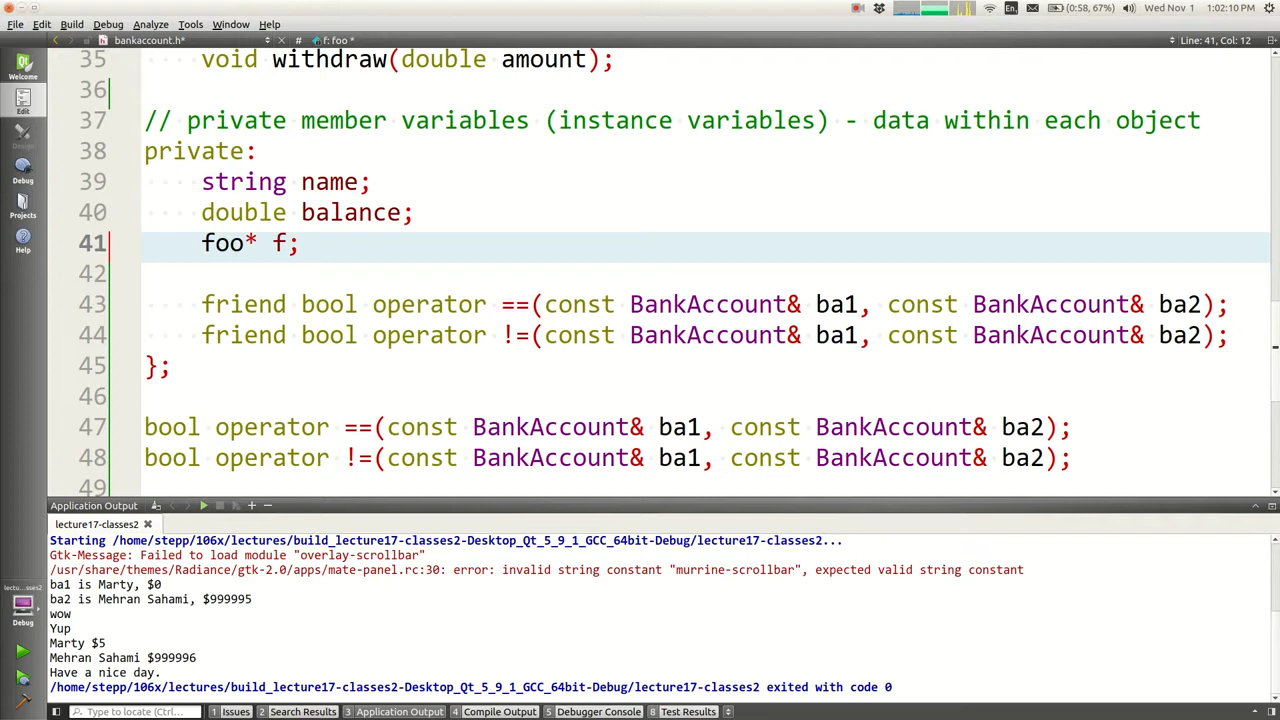 (0:58, 67%) Wed Nov 1 1:02:10 PM
File Edit Build Debug Analyze Tools Window Help
bankaccount.h* # f: foo * Line: 41, Col: 12
35 void withdraw(double amount);
36
37 // private member variables (instance variables) - data within each object
38 private:
39 string name;
40 double balance;
41 foo* f;
42
43 friend bool operator ==(const BankAccount& ba1, const BankAccount& ba2);
44 friend bool operator !=(const BankAccount& ba1, const BankAccount& ba2);
45 };
46
47 bool operator ==(const BankAccount& ba1, const BankAccount& ba2);
48 bool operator !=(const BankAccount& ba1, const BankAccount& ba2);
49
Welcome
Edit
Design
Debug
Projects
Help
lectu...sses2
Debug
Application Output
lecture17-classes2
Starting /home/stepp/106x/lectures/build_lecture17-classes2-Desktop_Qt_5_9_1_GCC_64bit-Debug/lecture17-classes2...
Gtk-Message: Failed to load module "overlay-scrollbar"
/usr/share/themes/Radiance/gtk-2.0/apps/mate-panel.rc:30: error: invalid string constant "murrine-scrollbar", expected valid string constant
ba1 is Marty, $0
ba2 is Mehran Sahami, $999995
wow
Yup
Marty $5
Mehran Sahami $999996
Have a nice day.
/home/stepp/106x/lectures/build_lecture17-classes2-Desktop_Qt_5_9_1_GCC_64bit-Debug/lecture17-classes2 exited with code 0
Type to locate (Ctrl... 1 Issues 2 Search Results 3 Application Output 4 Compile Output 5 Debugger Console 8 Test Results